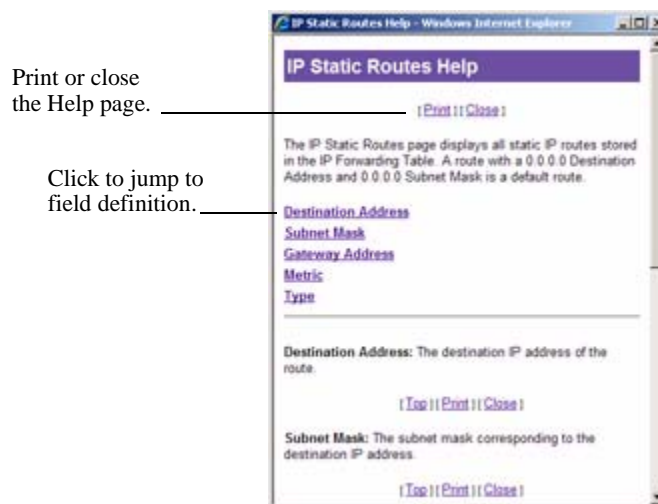 IP Static Routes Help - Windows Internet Explorer
IP Static Routes Help
Print or close
the Help page.
[ Print ] [ Close ]
The IP Static Routes page displays all static IP routes stored
in the IP Forwarding Table. A route with a 0.0.0.0 Destination
Address and 0.0.0.0 Subnet Mask is a default route.
Click to jump to
field definition.
Destination Address
Subnet Mask
Gateway Address
Metric
Type
Destination Address: The destination IP address of the
route.
[ Top ] [ Print ] [ Close ]
Subnet Mask: The subnet mask corresponding to the
destination IP address.
[ Top ] [ Print ] [ Close ]